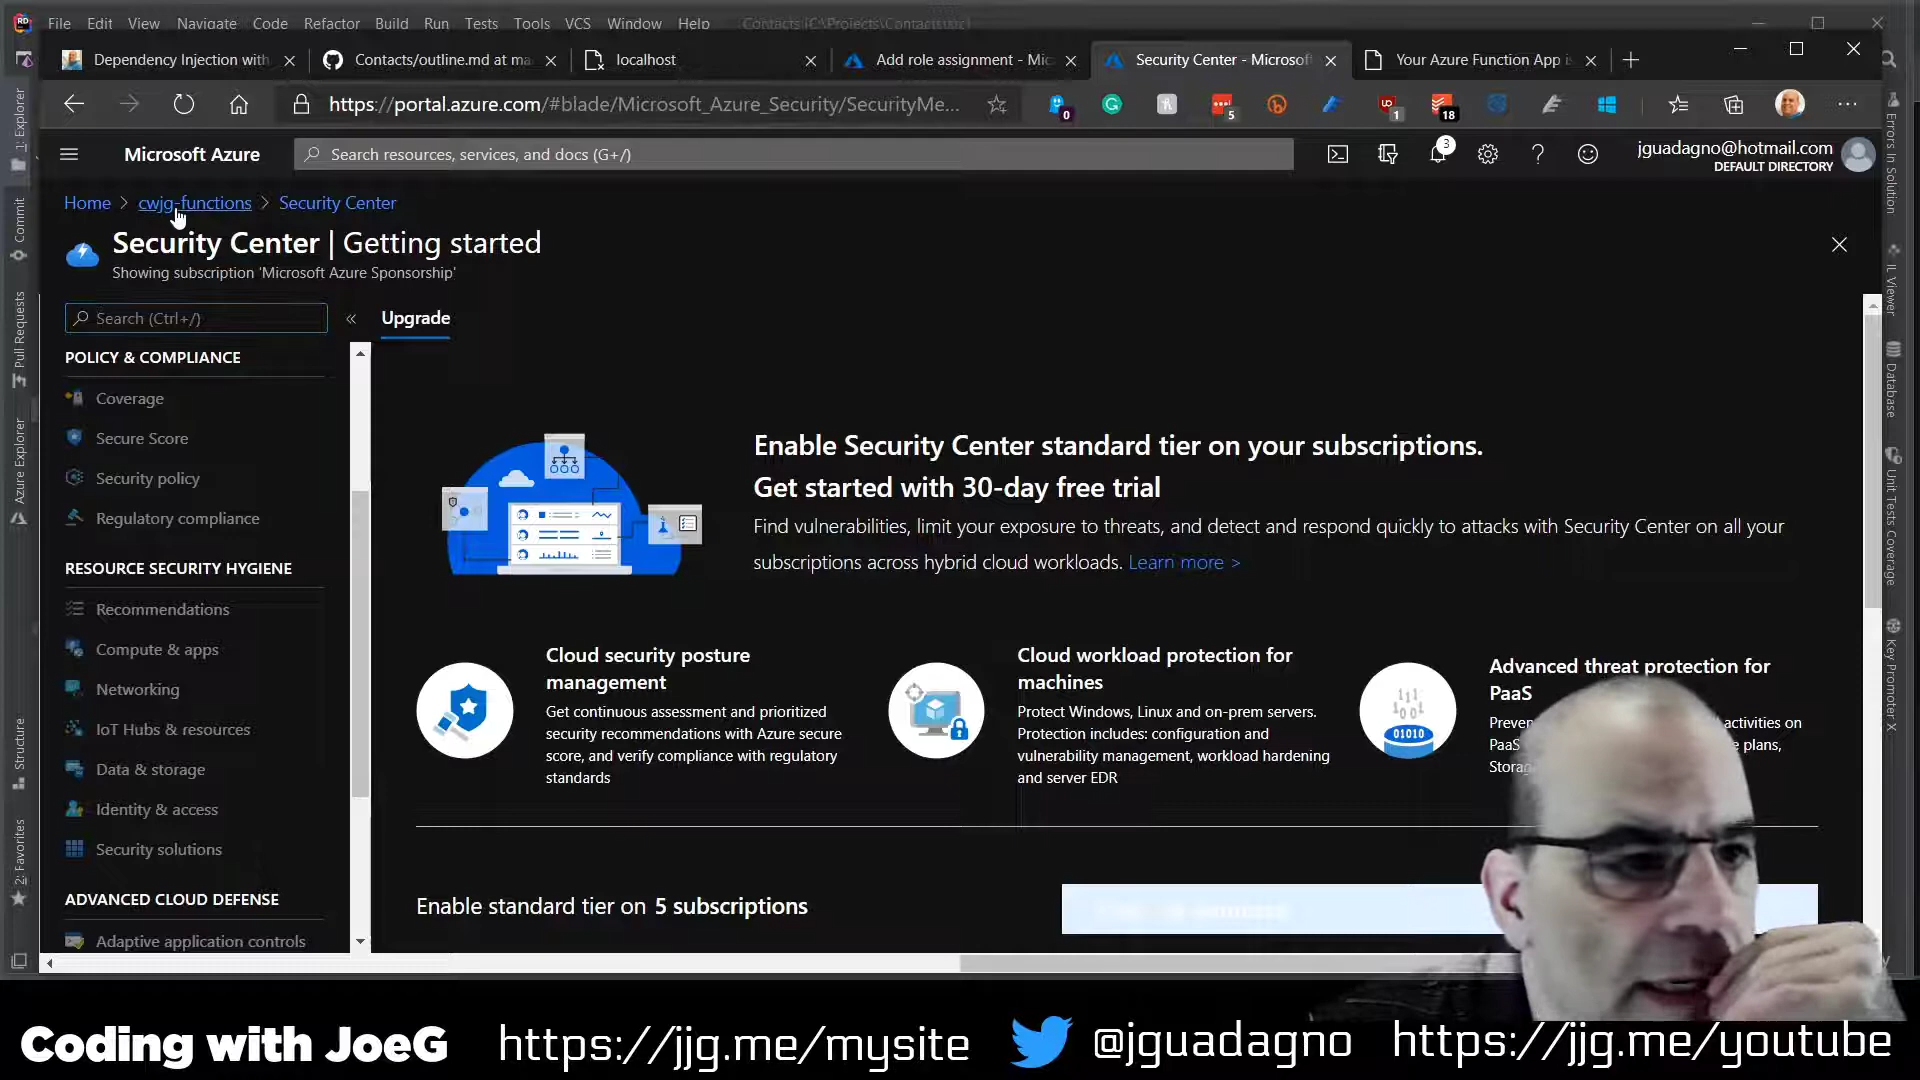 File Edit View Navigate Code Refactor Build Run Tests Tools VCS Window Help
Dependency Injection with
Contacts/outline.md at ma
localhost
Add role assignment - Mic
Security Center - Microsoft
Your Azure Function App is
https://portal.azure.com/#blade/Microsoft_Azure_Security/SecurityMe...
0
5
1
18
Microsoft Azure
Search resources, services, and docs (G+/)
3
jguadagno@hotmail.com
DEFAULT DIRECTORY
Home > cwjg-functions > Security Center
Security Center | Getting started
Showing subscription 'Microsoft Azure Sponsorship'
Search (Ctrl+/)
«
Upgrade
POLICY & COMPLIANCE
Coverage
Secure Score
Security policy
Regulatory compliance
RESOURCE SECURITY HYGIENE
Recommendations
Compute & apps
Networking
IoT Hubs & resources
Data & storage
Identity & access
Security solutions
ADVANCED CLOUD DEFENSE
Adaptive application controls
Enable Security Center standard tier on your subscriptions.
Get started with 30-day free trial
Find vulnerabilities, limit your exposure to threats, and detect and respond quickly to attacks with Security Center on all your
subscriptions across hybrid cloud workloads. Learn more >
Cloud security posture
management
Get continuous assessment and prioritized
security recommendations with Azure secure
score, and verify compliance with regulatory
standards
Cloud workload protection for
machines
Protect Windows, Linux and on-prem servers.
Protection includes: configuration and
vulnerability management, workload hardening
and server EDR
Advanced threat protection for
PaaS
activities on
PaaS
plans,
Enable standard tier on 5 subscriptions
1: Explorer
Commit
Pull Requests
Azure Explorer
Structure
2: Favorites
Errors In Solution
IL Viewer
Database
Unit Tests Coverage
Key Promoter X
Coding with JoeG
https://jjg.me/mysite
@jguadagno
https://jjg.me/youtube